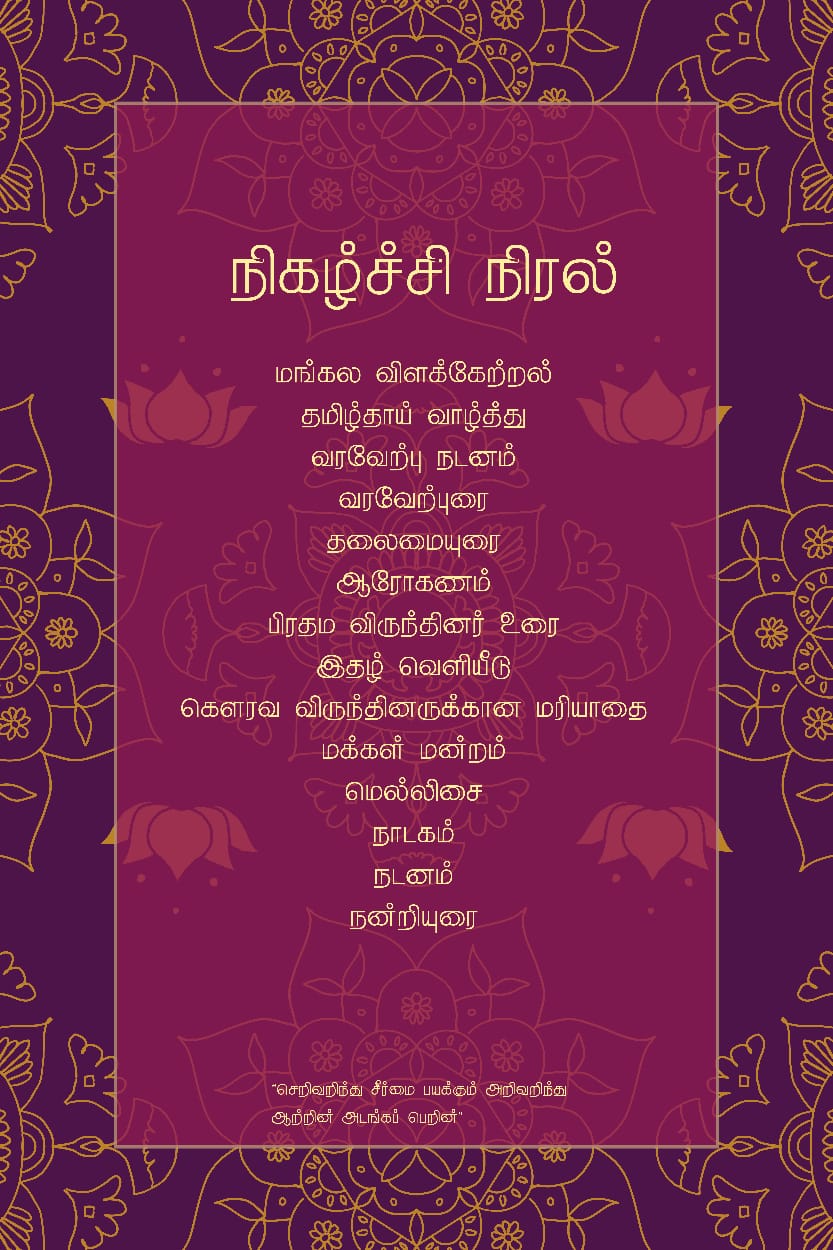 நிகழ்ச்சி நிரல்
மங்கல விளக்கேற்றல்
தமிழ்தாய் வாழ்த்து
வரவேற்பு நடனம்
வரவேற்புரை
தலைமையுரை
ஆரோகணம்
பிரதம விருந்தினர் உரை
இதழ் வெளியீடு
கௌரவ விருந்தினருக்கான மரியாதை
மக்கள் மன்றம்
மெல்லிசை
நாடகம்
நடனம்
நன்றியுரை
"செறிவறிந்து சீர்மை பயக்கும் அறிவறிந்து
ஆற்றின் அடங்கப் பெறின்"